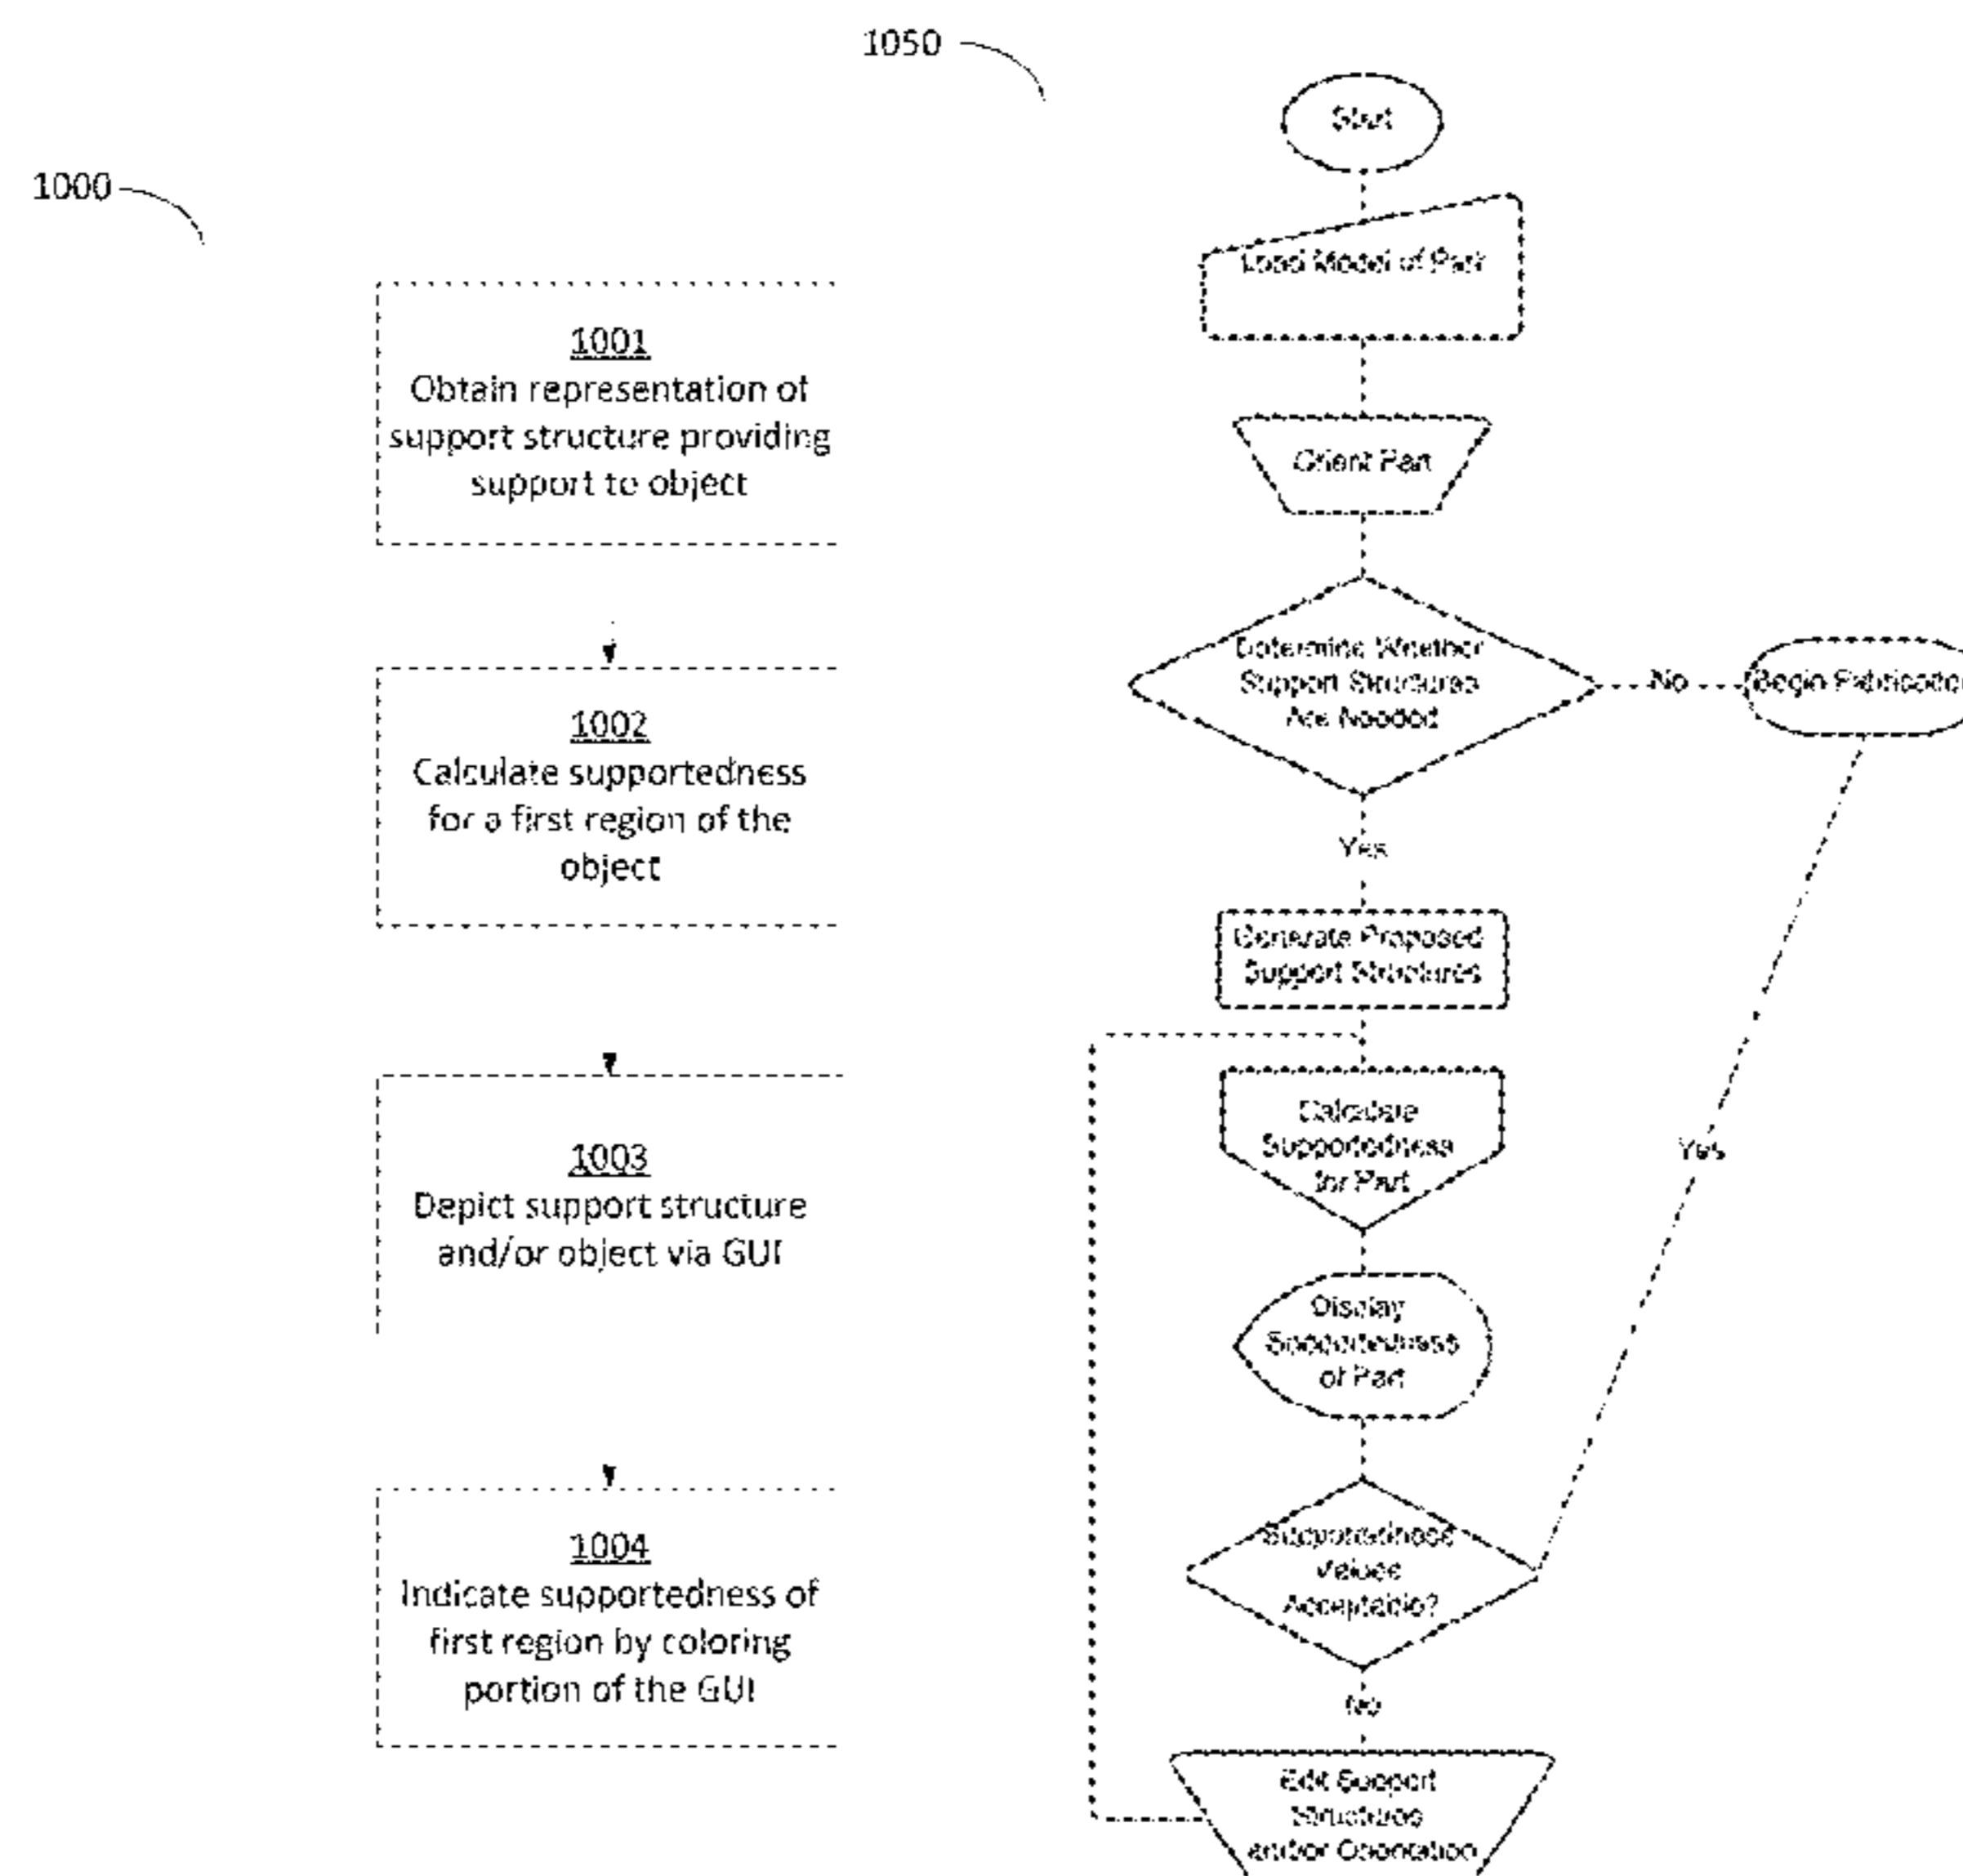 1050
1000
1001
Obtain representation of
support structure providing
support to object
1002
Calculate supportedness
for a first region of the
object
1003
Depict support structure
and/or object via GUI
1004
Indicate supportedness of
first region by coloring
portion of the GUI
Start
Load Model of Part
Orient Part
Determine Whether
Support Structures
Are Needed
No
Begin Fabrication
Yes
Generate Proposed
Support Structures
Calculate
Supportedness
for Part
Yes
Display
Supportedness
of Part
Supportedness
Values
Acceptable?
No
Edit Support
Structures
and/or Orientation